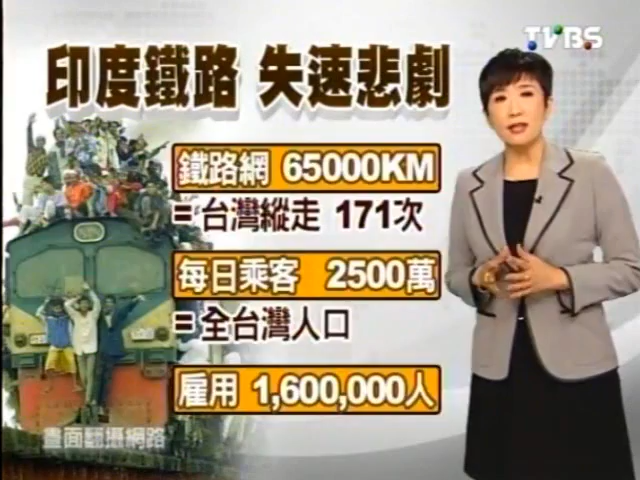 TVBS
印度鐵路 失速悲劇
鐵路網 65000KM
= 台灣縱走 171次
每日乘客 2500萬
= 全台灣人口
雇用 1,600,000人
畫面翻攝網路